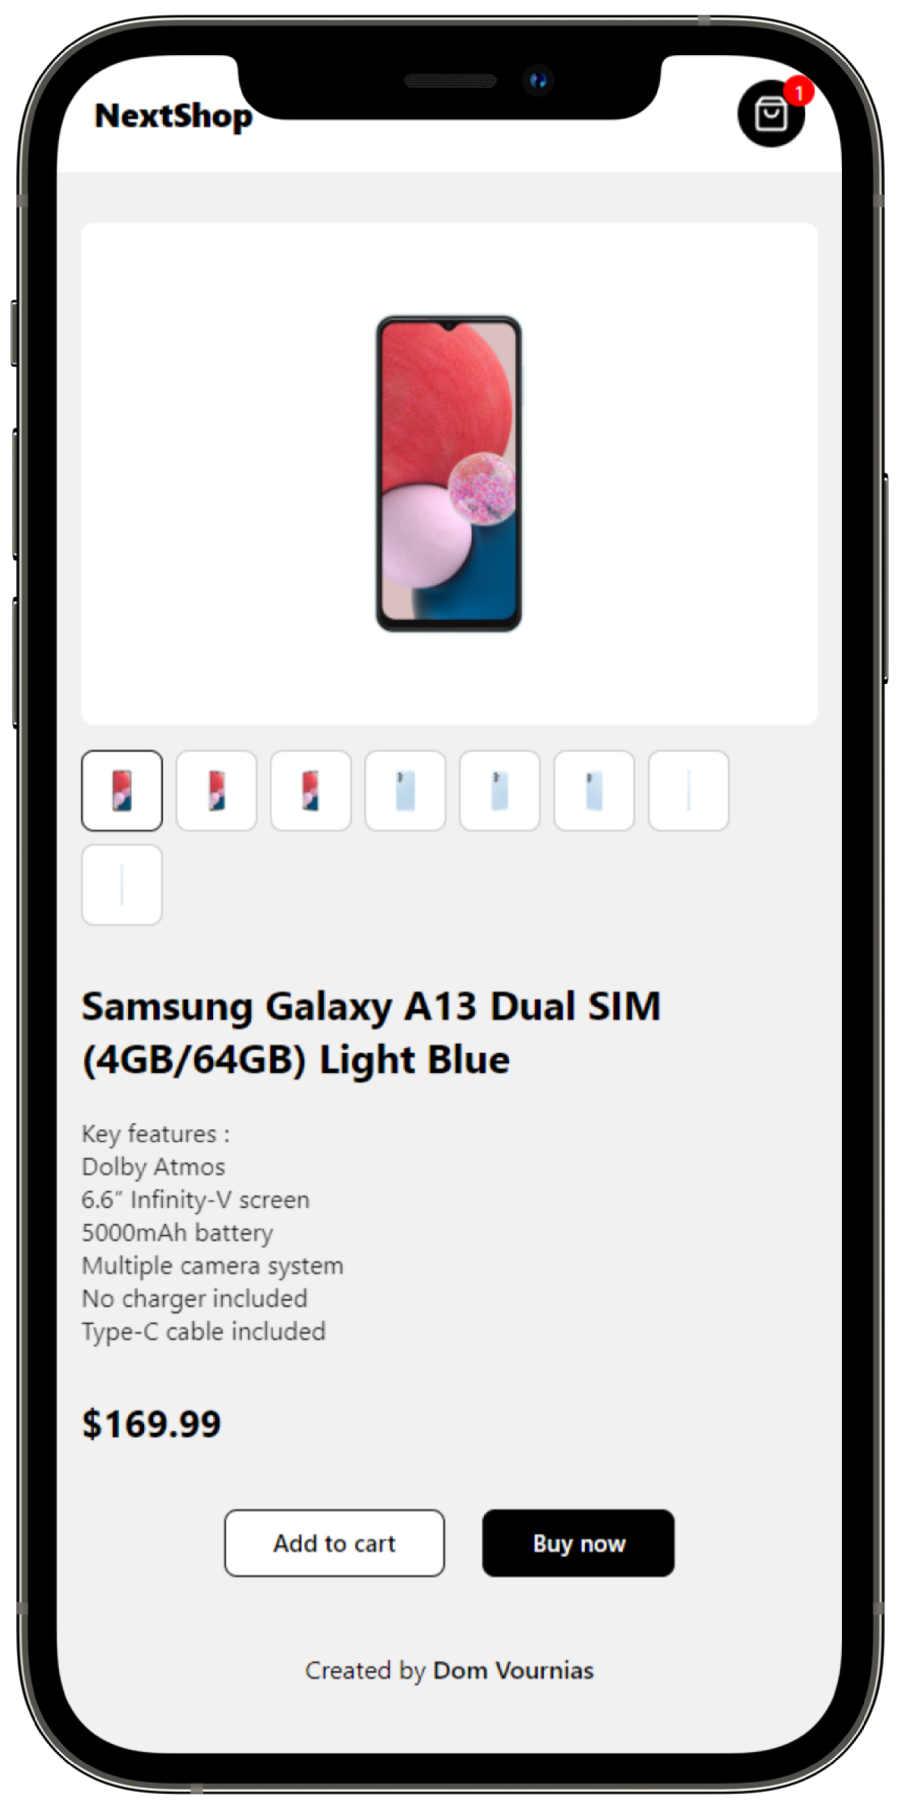 NextShop
1
Samsung Galaxy A13 Dual SIM
(4GB/64GB) Light Blue
Key features :
Dolby Atmos
6.6″ Infinity-V screen
5000mAh battery
Multiple camera system
No charger included
Type-C cable included
$169.99
Add to cart
Buy now
Created by Dom Vournias